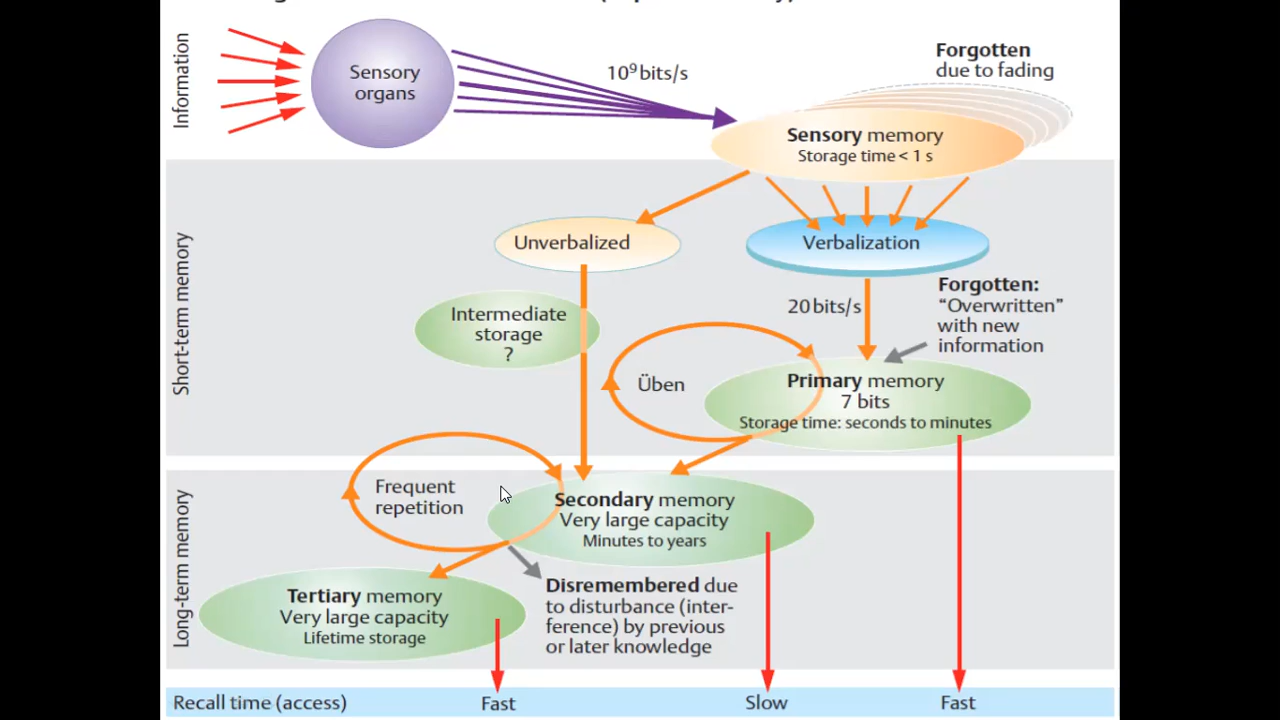 Information
Sensory
organs
10⁹ bits/s
Forgotten
due to fading
Sensory memory
Storage time < 1 s
Short-term memory
Unverbalized
Verbalization
Intermediate
storage
?
20 bits/s
Forgotten:
“Overwritten”
with new
information
Üben
Primary memory
7 bits
Storage time: seconds to minutes
Long-term memory
Frequent
repetition
Secondary memory
Very large capacity
Minutes to years
Tertiary memory
Very large capacity
Lifetime storage
Disremembered due
to disturbance (inter-
ference) by previous
or later knowledge
Recall time (access)
Fast
Slow
Fast